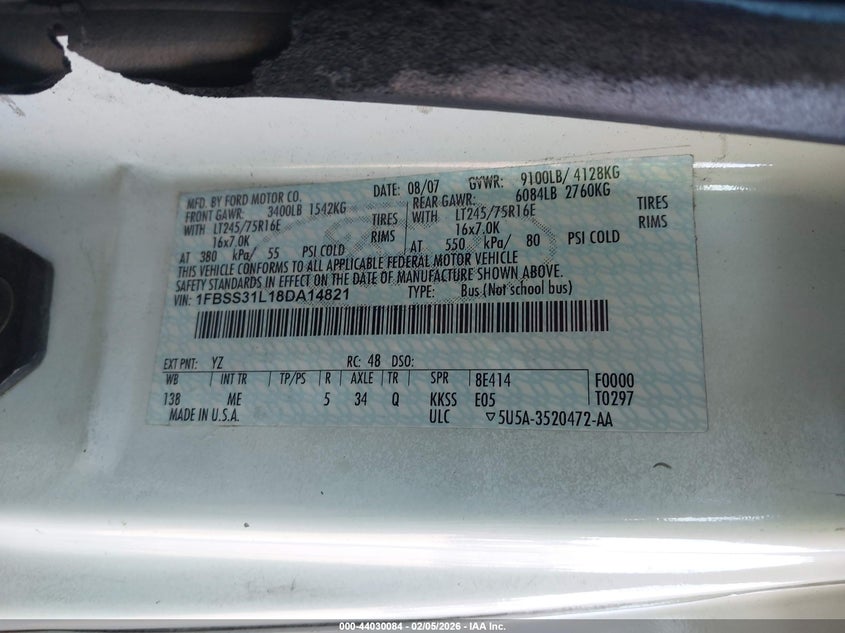 MFD. BY FORD MOTOR CO. DATE: 08/07 GVWR: 9100LB/ 4128KG
FRONT GAWR: 3400LB 1542KG REAR GAWR: 6084LB 2760KG
WITH LT245/75R16E TIRES WITH LT245/75R16E TIRES
16x7.0K RIMS 16x7.0K RIMS
AT 380 kPa/ 55 PSI COLD AT 550 kPa/ 80 PSI COLD
THIS VEHICLE CONFORMS TO ALL APPLICABLE FEDERAL MOTOR VEHICLE
SAFETY STANDARDS IN EFFECT ON THE DATE OF MANUFACTURE SHOWN ABOVE.
VIN: 1FBSS31L18DA14821 TYPE: Bus (Not school bus)
EXT PNT: YZ RC: 48 DSO:
WB INT TR TP/PS R AXLE TR SPR 8E414 F0000
138 ME 5 34 Q KKSS E05 T0297
MADE IN U.S.A. ULC ▽5U5A-3520472-AA
000-44030084 - 02/05/2026 - IAA Inc.